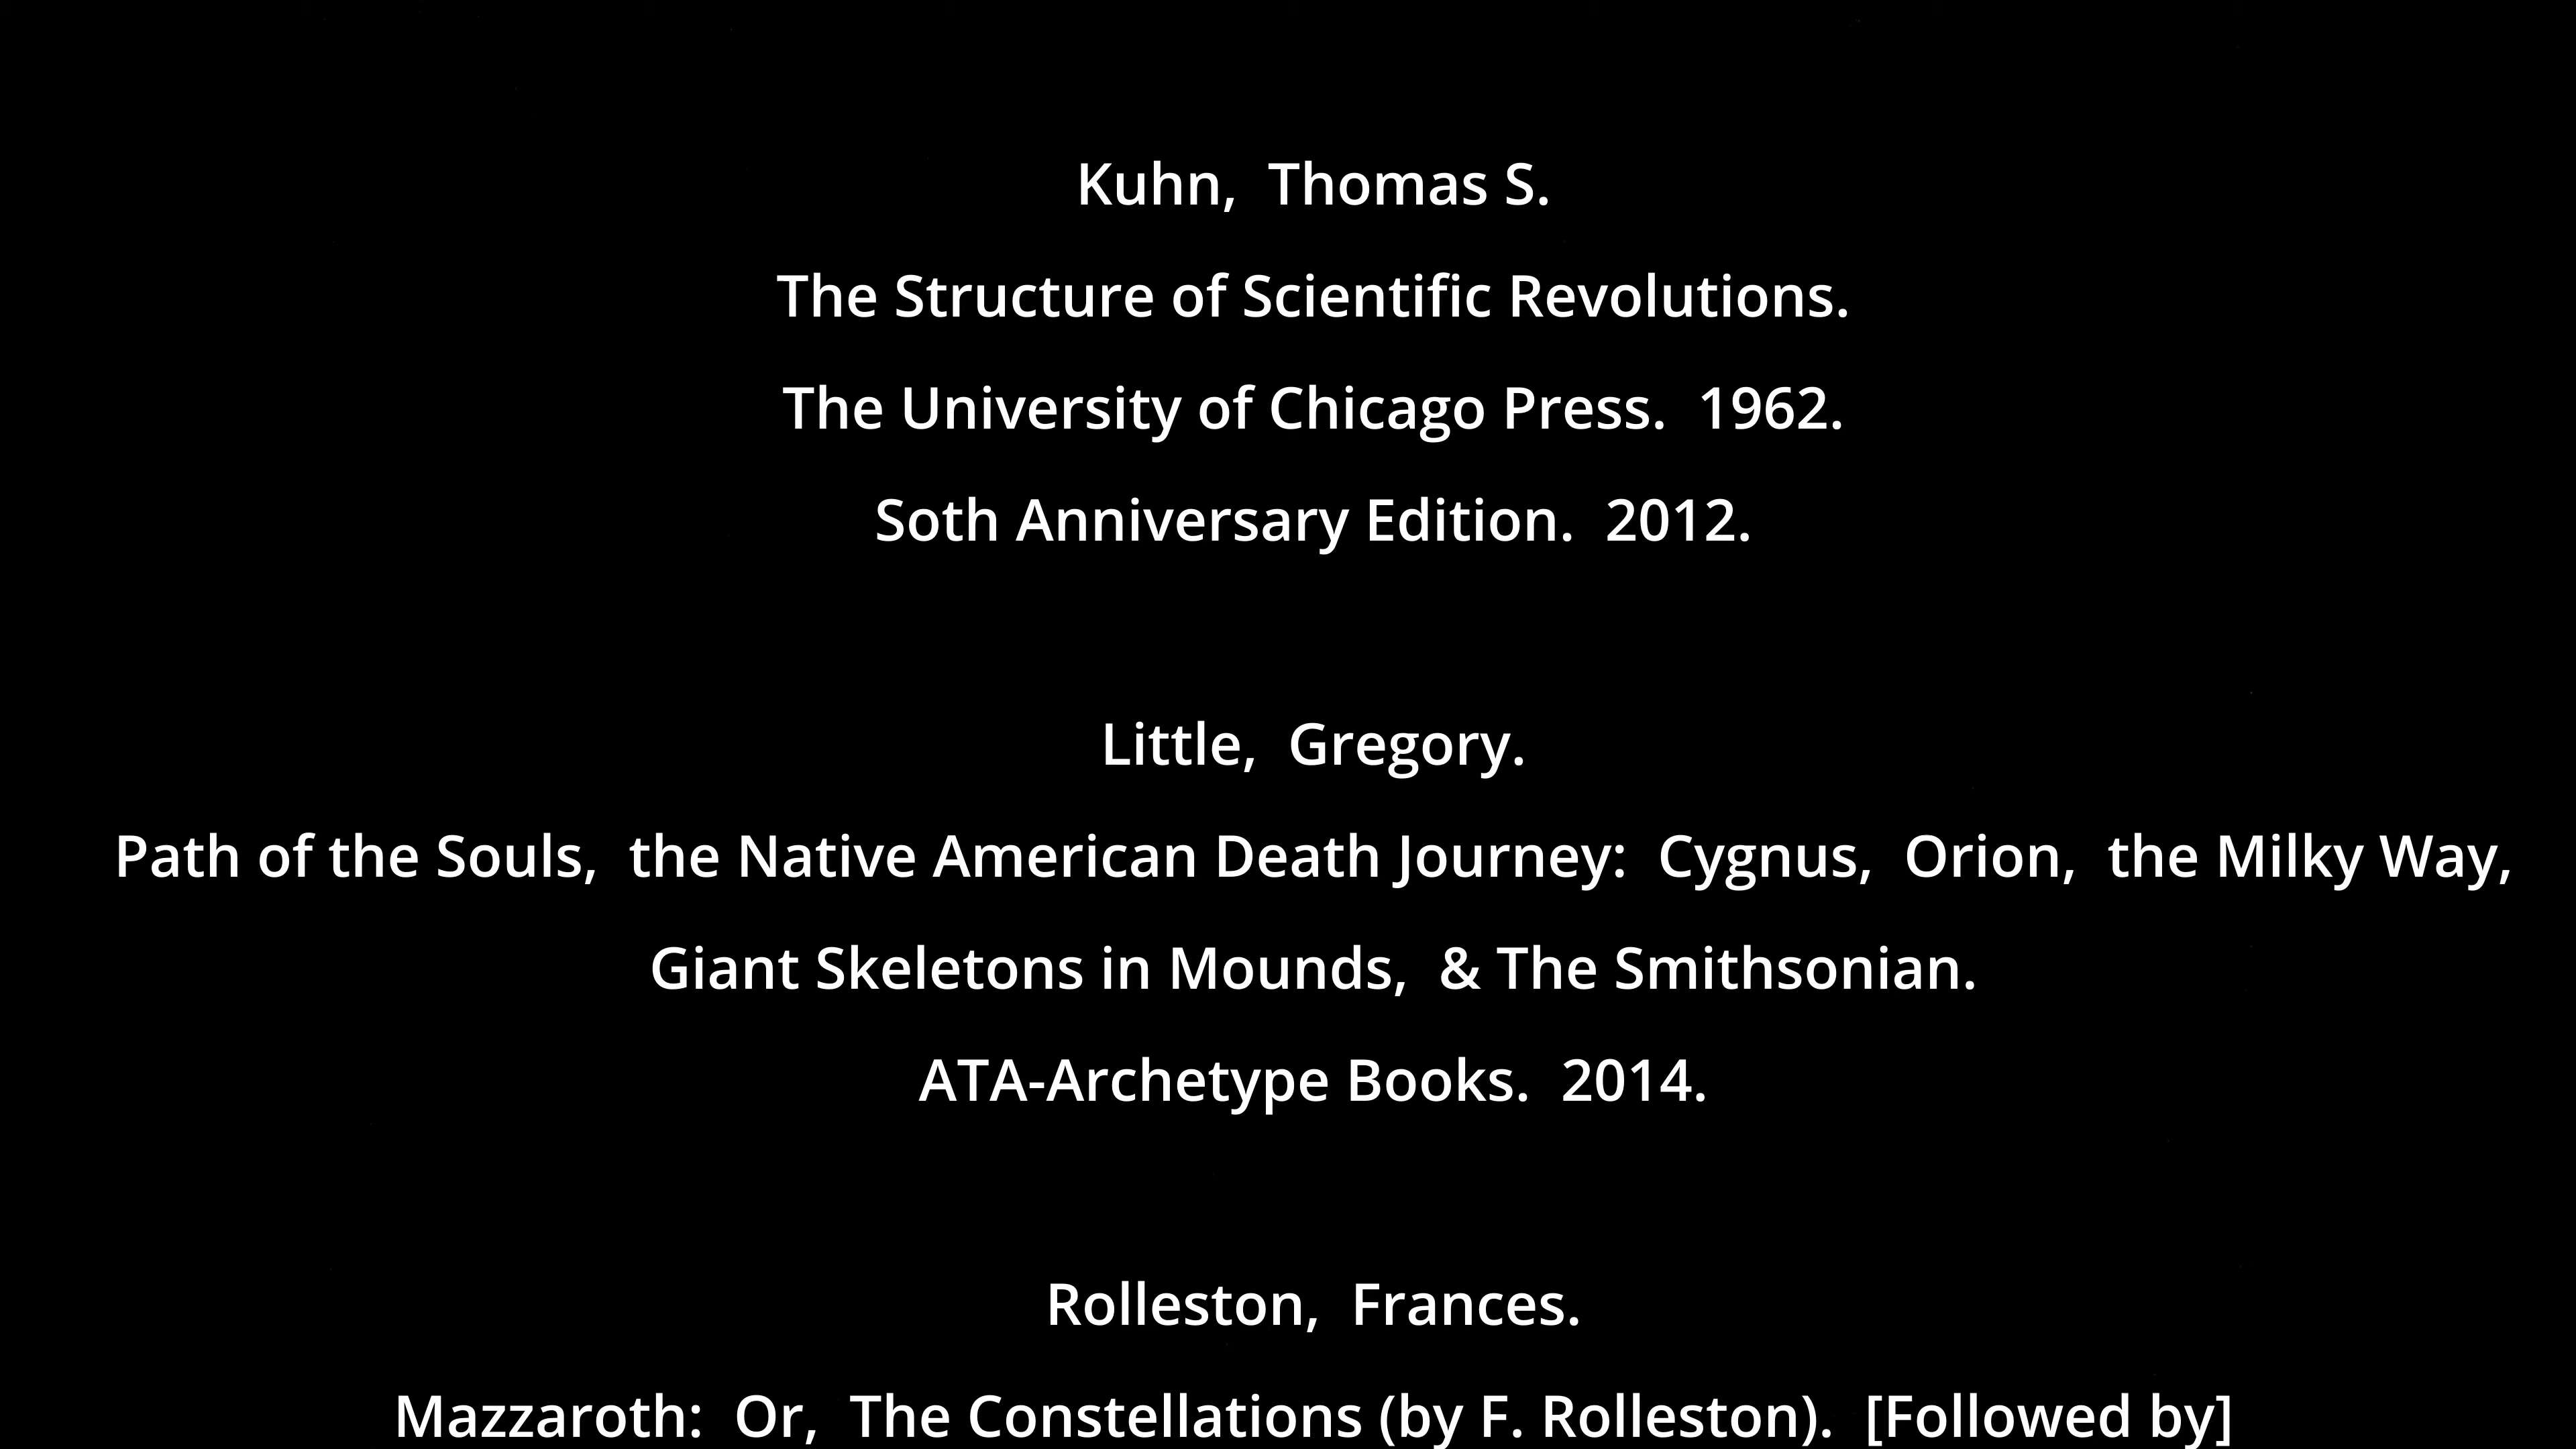 Kuhn,  Thomas S.
The Structure of Scientific Revolutions.
The University of Chicago Press.  1962.
Soth Anniversary Edition.  2012.
Little,  Gregory.
Path of the Souls,  the Native American Death Journey:  Cygnus,  Orion,  the Milky Way,
Giant Skeletons in Mounds,  & The Smithsonian.
ATA-Archetype Books.  2014.
Rolleston,  Frances.
Mazzaroth:  Or,  The Constellations (by F. Rolleston).  [Followed by]